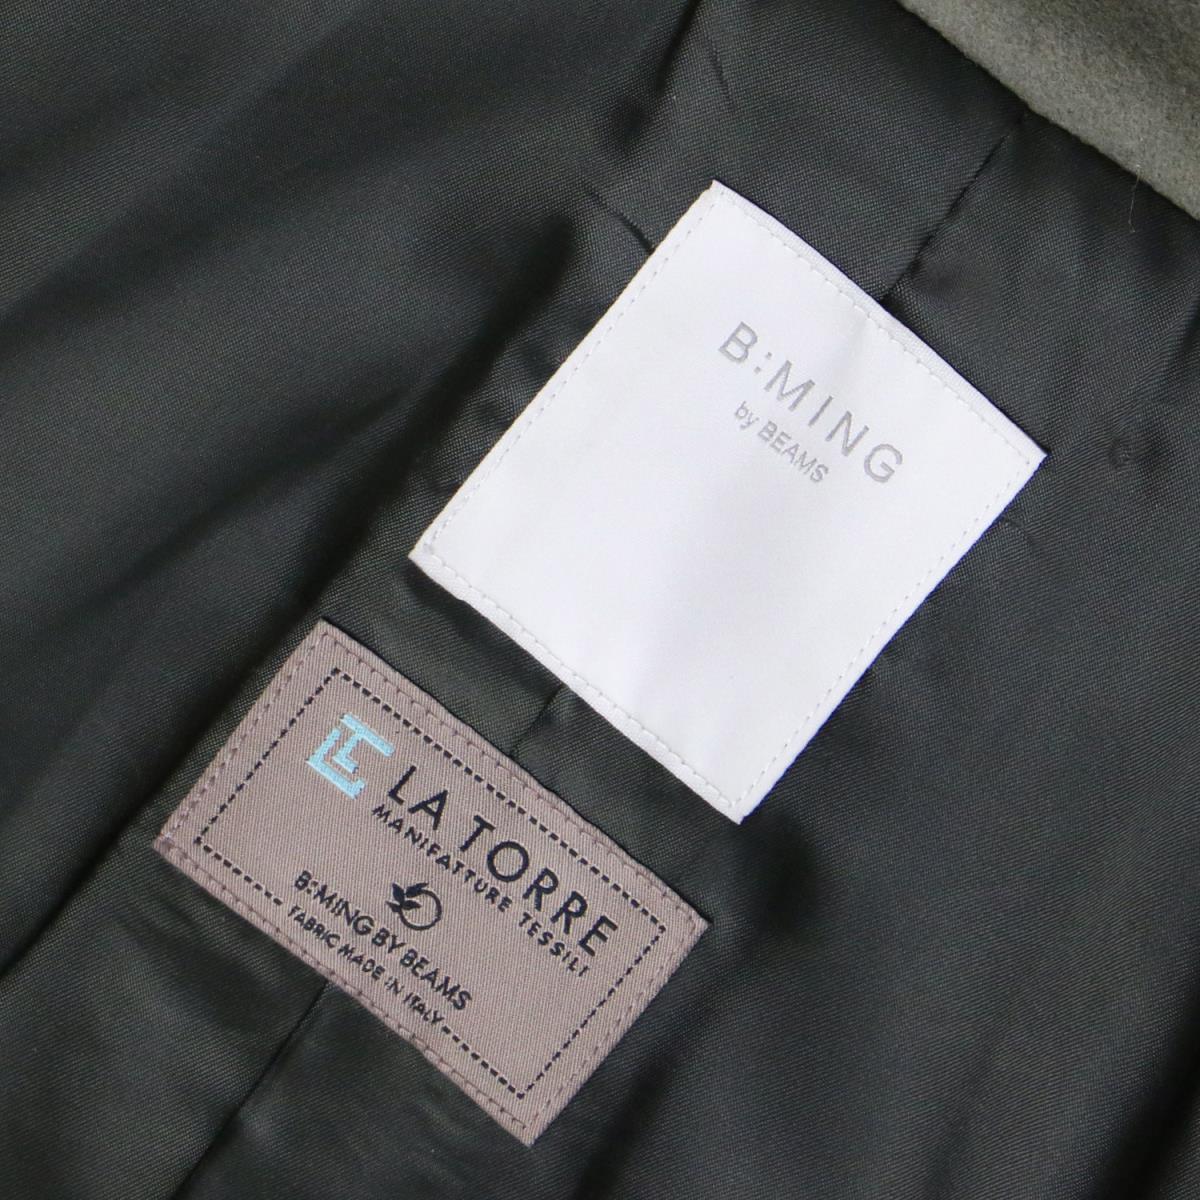 B:MING
by BEAMS
LA TORRE
MANIFATTURE TESSILI
B:MING BY BEAMS
FABRIC MADE IN ITALY